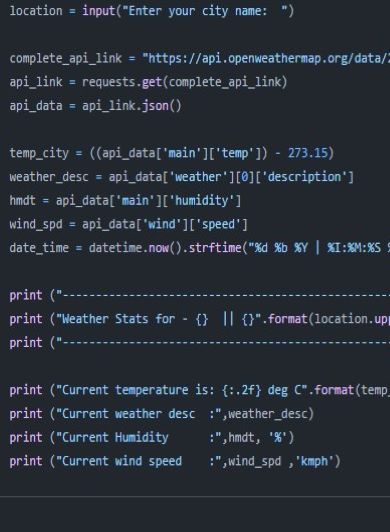 location = input("Enter your city name:  ")
complete_api_link = "https://api.openweathermap.org/data/
api_link = requests.get(complete_api_link)
api_data = api_link.json()
temp_city = ((api_data['main']['temp']) - 273.15)
weather_desc = api_data['weather'][0]['description']
hmdt = api_data['main']['humidity']
wind_spd = api_data['wind']['speed']
date_time = datetime.now().strftime("%d %b %Y | %I:%M:%S
print ("--------------------------------------------------
print ("Weather Stats for - {}  || {}".format(location.upp
print ("--------------------------------------------------
print ("Current temperature is: {:.2f} deg C".format(temp_
print ("Current weather desc  :",weather_desc)
print ("Current Humidity      :",hmdt, '%')
print ("Current wind speed    :",wind_spd ,'kmph')